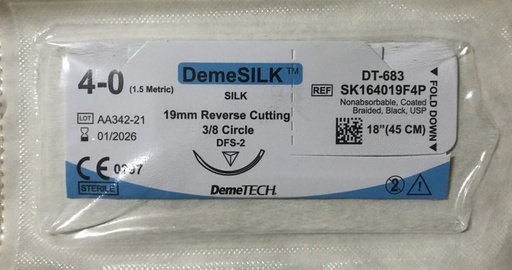 4-0 (1.5 Metric)
LOT AA342-21
01/2026
CE 0297
STERILE
DemeSILK™
SILK
19mm Reverse Cutting
3/8 Circle
DFS-2
DemeTECH
DT-683
REF SK164019F4P
Nonabsorbable, Coated
Braided, Black, USP
18"(45 CM)
FOLD DOWN
2